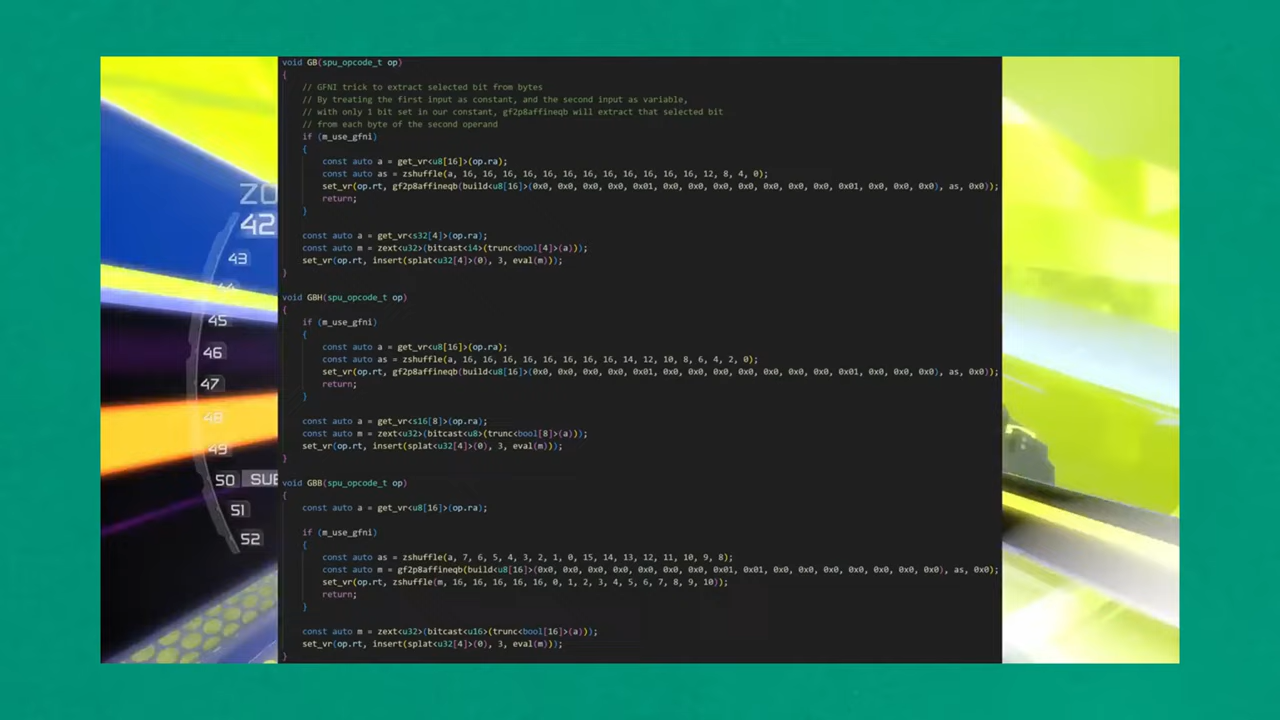 ZO
42
43
44
45
46
47
48
49
50 SUE
51
52
void GB(spu_opcode_t op)
{
// GFNI trick to extract selected bit from bytes
// By treating the first input as constant, and the second input as variable,
// with only 1 bit set in our constant, gf2p8affineqb will extract that selected bit
// from each byte of the second operand
if (m_use_gfni)
{
const auto a = get_vr<u8[16]>(op.ra);
const auto as = zshuffle(a, 16, 16, 16, 16, 16, 16, 16, 16, 16, 16, 16, 16, 12, 8, 4, 0);
set_vr(op.rt, gf2p8affineqb(build<u8[16]>(0x0, 0x0, 0x0, 0x0, 0x01, 0x0, 0x0, 0x0, 0x0, 0x0, 0x0, 0x0, 0x01, 0x0, 0x0, 0x0), as, 0x0));
return;
}
const auto a = get_vr<s32[4]>(op.ra);
const auto m = zext<u32>(bitcast<i4>(trunc<bool[4]>(a)));
set_vr(op.rt, insert(splat<u32[4]>(0), 3, eval(m)));
}
void GBH(spu_opcode_t op)
{
if (m_use_gfni)
{
const auto a = get_vr<u8[16]>(op.ra);
const auto as = zshuffle(a, 16, 16, 16, 16, 16, 16, 16, 16, 14, 12, 10, 8, 6, 4, 2, 0);
set_vr(op.rt, gf2p8affineqb(build<u8[16]>(0x0, 0x0, 0x0, 0x0, 0x01, 0x0, 0x0, 0x0, 0x0, 0x0, 0x0, 0x0, 0x01, 0x0, 0x0, 0x0), as, 0x0));
return;
}
const auto a = get_vr<s16[8]>(op.ra);
const auto m = zext<u32>(bitcast<u8>(trunc<bool[8]>(a)));
set_vr(op.rt, insert(splat<u32[4]>(0), 3, eval(m)));
}
void GBB(spu_opcode_t op)
{
const auto a = get_vr<u8[16]>(op.ra);
if (m_use_gfni)
{
const auto as = zshuffle(a, 7, 6, 5, 4, 3, 2, 1, 0, 15, 14, 13, 12, 11, 10, 9, 8);
const auto m = gf2p8affineqb(build<u8[16]>(0x0, 0x0, 0x0, 0x0, 0x0, 0x0, 0x0, 0x01, 0x01, 0x0, 0x0, 0x0, 0x0, 0x0, 0x0, 0x0), as, 0x0);
set_vr(op.rt, zshuffle(m, 16, 16, 16, 16, 16, 0, 1, 2, 3, 4, 5, 6, 7, 8, 9, 10));
return;
}
const auto m = zext<u32>(bitcast<u16>(trunc<bool[16]>(a)));
set_vr(op.rt, insert(splat<u32[4]>(0), 3, eval(m)));
}